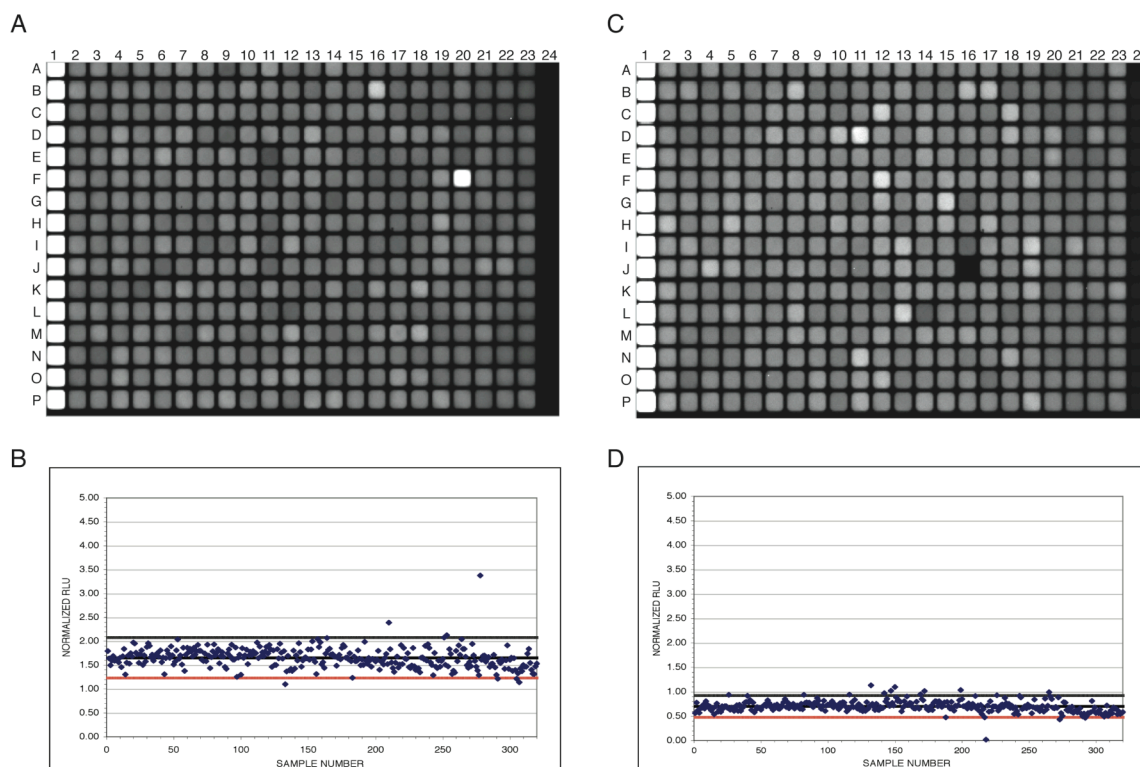 A
1 2 3 4 5 6 7 8 9 10 11 12 13 14 15 16 17 18 19 20 21 22 23 24
A
B
C
D
E
F
G
H
I
J
K
L
M
N
O
P
C
1 2 3 4 5 6 7 8 9 10 11 12 13 14 15 16 17 18 19 20 21 22 23 2
A
B
C
D
E
F
G
H
I
J
K
L
M
N
O
P
B
NORMALIZED RLU
5.00
4.50
4.00
3.50
3.00
2.50
2.00
1.50
1.00
0.50
0.00
0 50 100 150 200 250 300
SAMPLE NUMBER
D
NORMALIZED RLU
5.00
4.50
4.00
3.50
3.00
2.50
2.00
1.50
1.00
0.50
0.00
0 50 100 150 200 250 300
SAMPLE NUMBER